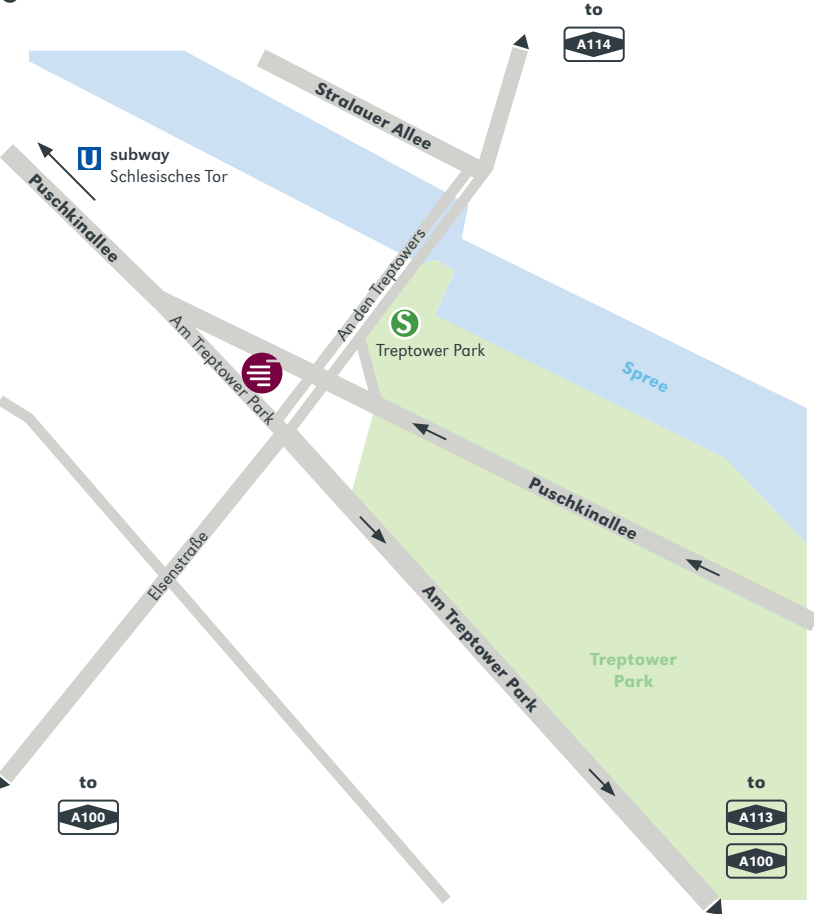 to
A114
Stralauer Allee
U subway
Schlesisches Tor
Puschkinallee
An den Treptowers
Am Treptower Park
S
Treptower Park
Spree
Puschkinallee
Elsenstraße
Am Treptower Park
Treptower
Park
to
A100
to
A113
A100